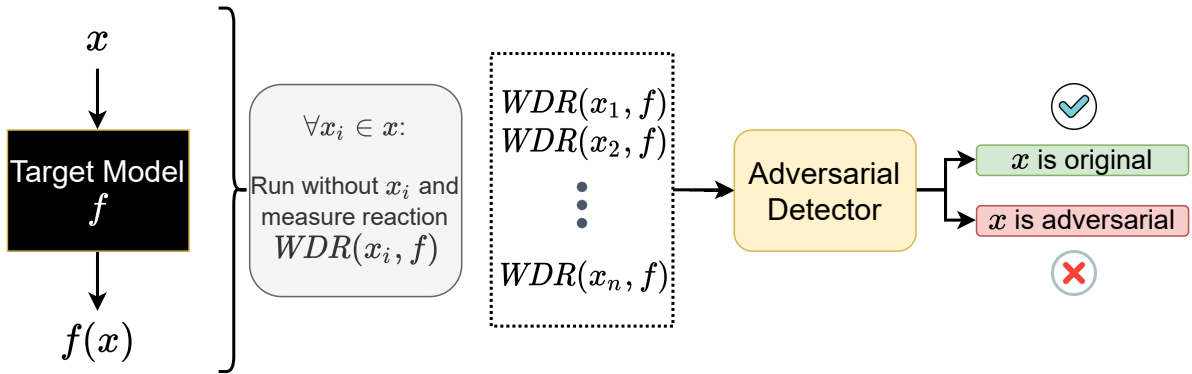 x
Target Model
f
f(x)
∀x_i ∈ x:
Run without x_i and
measure reaction
WDR(x_i, f)
WDR(x_1, f)
WDR(x_2, f)
WDR(x_n, f)
Adversarial
Detector
x is original
x is adversarial